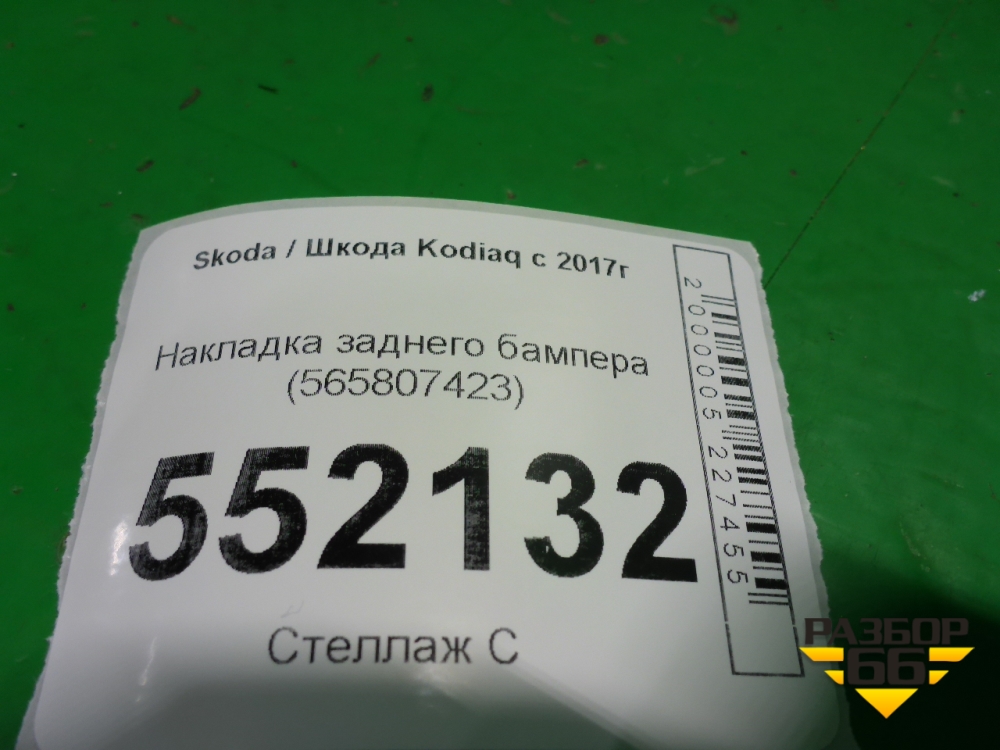 Skoda / Шкода Kodiaq с 2017г
Накладка заднего бампера
(565807423)
552132
Стеллаж С
2000005227455
РАЗБОР
66